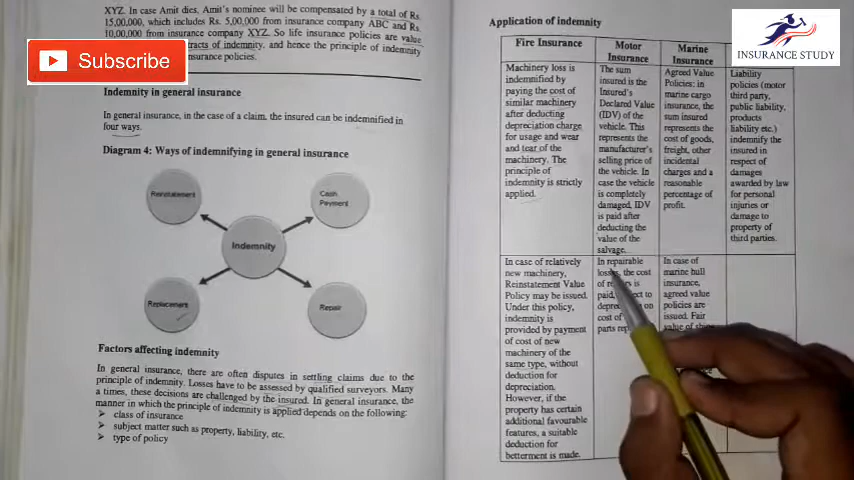 XYZ. In case Amit dies, Amit's nominee will be compensated by a total of Rs.
15,00,000, which includes Rs. 5,00,000 from insurance company ABC and Rs.
10,00,000 from insurance company XYZ. So life insurance policies are value
tracts of indemnity, and hence the principle of indemnity
nsurance policies.
Subscribe
Indemnity in general insurance
In general insurance, in the case of a claim, the insured can be indemnified in
four ways.
Diagram 4: Ways of indemnifying in general insurance
Reinstatement
Cash
Payment
Indemnity
Replacement
Repair
Factors affecting indemnity
In general insurance, there are often disputes in settling claims due to the
principle of indemnity. Losses have to be assessed by qualified surveyors. Many
a times, these decisions are challenged by the insured. In general insurance, the
manner in which the principle of indemnity is applied depends on the following:
➢ class of insurance
➢ subject matter such as property, liability, etc.
➢ type of policy
Application of indemnity
INSURANCE STUDY
Fire Insurance
Motor
Insurance
Marine
Insurance
Machinery loss is
indemnified by
paying the cost of
similar machinery
after deducting
depreciation charge
for usage and wear
and tear of the
machinery. The
principle of
indemnity is strictly
applied.
The sum
insured is the
Insured's
Declared Value
(IDV) of the
vehicle. This
represents the
manufacturer's
selling price of
the vehicle. In
case the vehicle
is completely
damaged, IDV
is paid after
deducting the
value of the
salvage.
Agreed Value
Policies: in
marine cargo
insurance, the
sum insured
represents the
cost of goods,
freight, other
incidental
charges and a
reasonable
percentage of
profit.
Liability
policies (motor
third party,
public liability,
products
liability etc.)
indemnify the
insured in
respect of
damages
awarded by law
for personal
injuries or
damage to
property of
third parties.
In case of relatively
new machinery,
Reinstatement Value
Policy may be issued.
Under this policy,
indemnity is
provided by payment
of cost of new
machinery of the
same type, without
deduction for
depreciation.
However, if the
property has certain
additional favourable
features, a suitable
deduction for
betterment is made.
In repairable
the cost
of is
paid, to
on
cost of
parts
In case of
marine hull
insurance,
agreed value
policies are
issued. Fair
value of